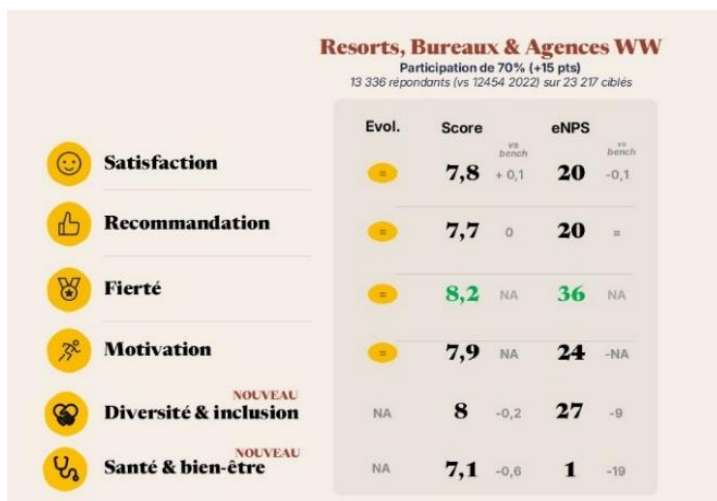 Resorts, Bureaux & Agences WW
Participation de 70% (+15 pts)
13 336 répondants (vs 12454 2022) sur 23 217 ciblés
Evol. Score eNPS
vs bench vs bench
Satisfaction = 7,8 + 0,1 20 -0,1
Recommandation = 7,7 0 20 =
Fierté = 8,2 NA 36 NA
Motivation = 7,9 NA 24 -NA
NOUVEAU
Diversité & inclusion NA 8 -0,2 27 -9
NOUVEAU
Santé & bien-être NA 7,1 -0,6 1 -19